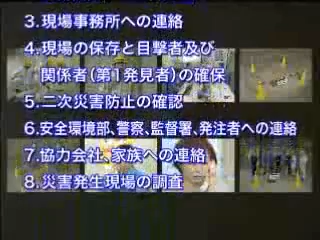 3.現場事務所への連絡
4.現場の保存と目撃者及び
関係者(第1発見者)の確保
5.二次災害防止の確認
6.安全環境部、警察、監督署、発注者への連絡
7.協力会社、家族への連絡
8.災害発生現場の調査